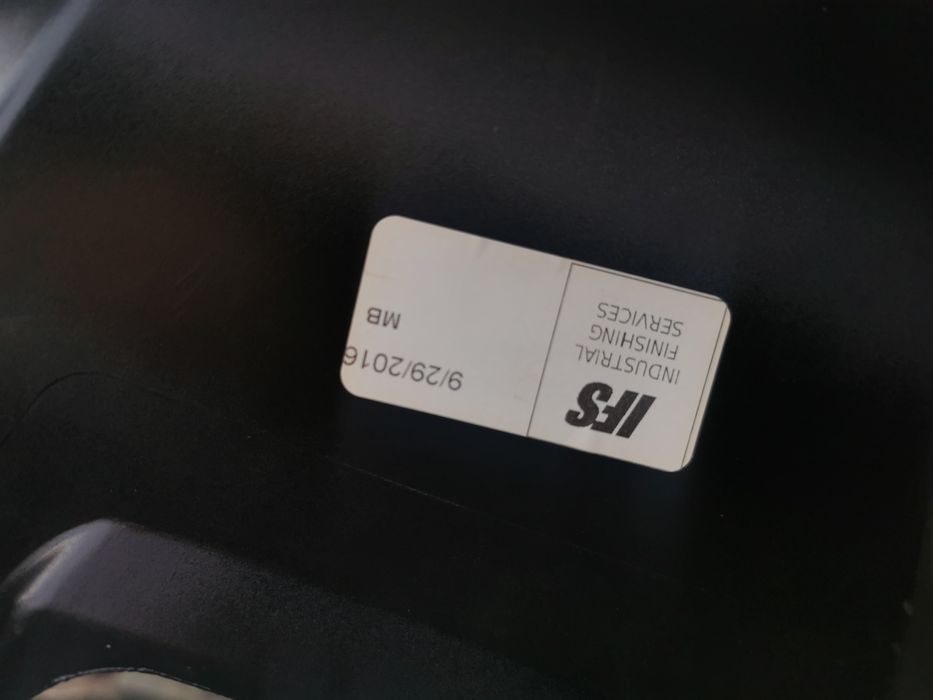 IFS
INDUSTRIAL
FINISHING
SERVICES
9/29/2016
MB